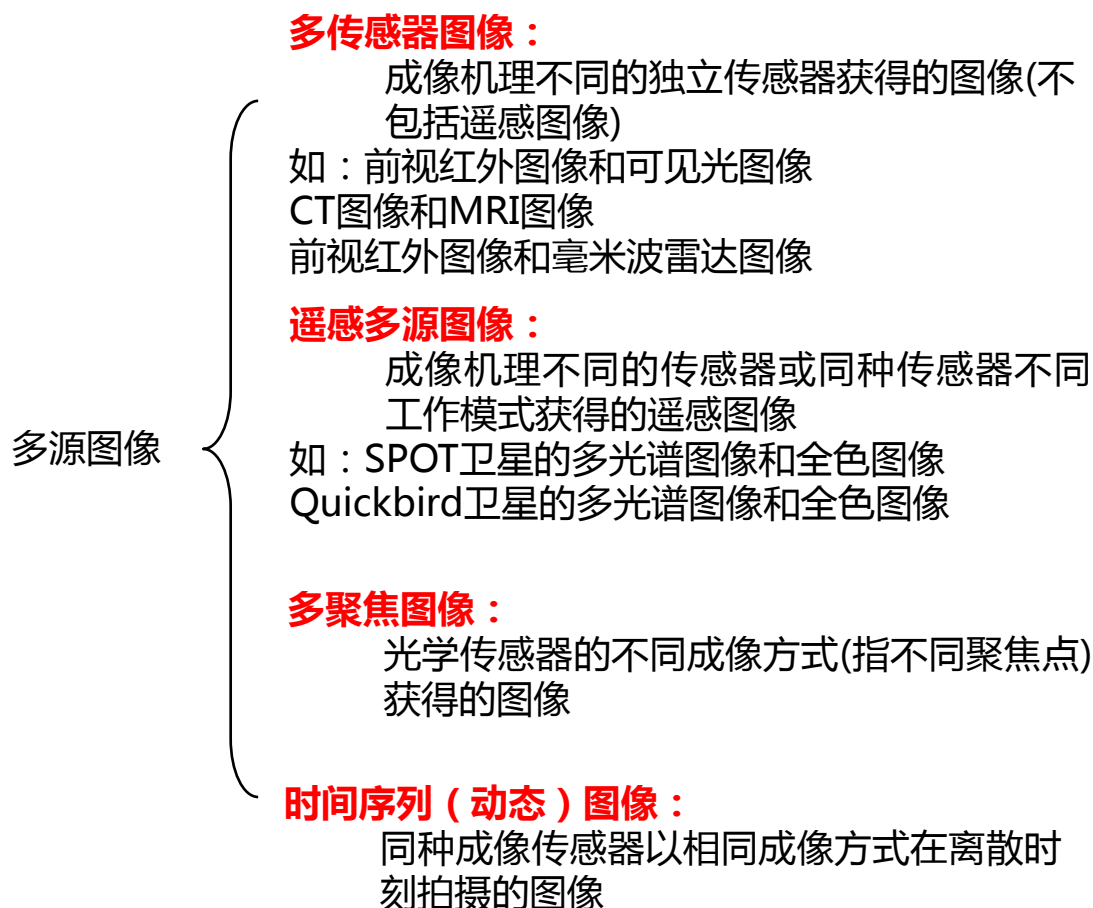 多传感器图像：
成像机理不同的独立传感器获得的图像(不
包括遥感图像)
如：前视红外图像和可见光图像
CT图像和MRI图像
前视红外图像和毫米波雷达图像
遥感多源图像：
成像机理不同的传感器或同种传感器不同
工作模式获得的遥感图像
多源图像
如：SPOT卫星的多光谱图像和全色图像
Quickbird卫星的多光谱图像和全色图像
多聚焦图像：
光学传感器的不同成像方式(指不同聚焦点)
获得的图像
时间序列（动态）图像：
同种成像传感器以相同成像方式在离散时
刻拍摄的图像